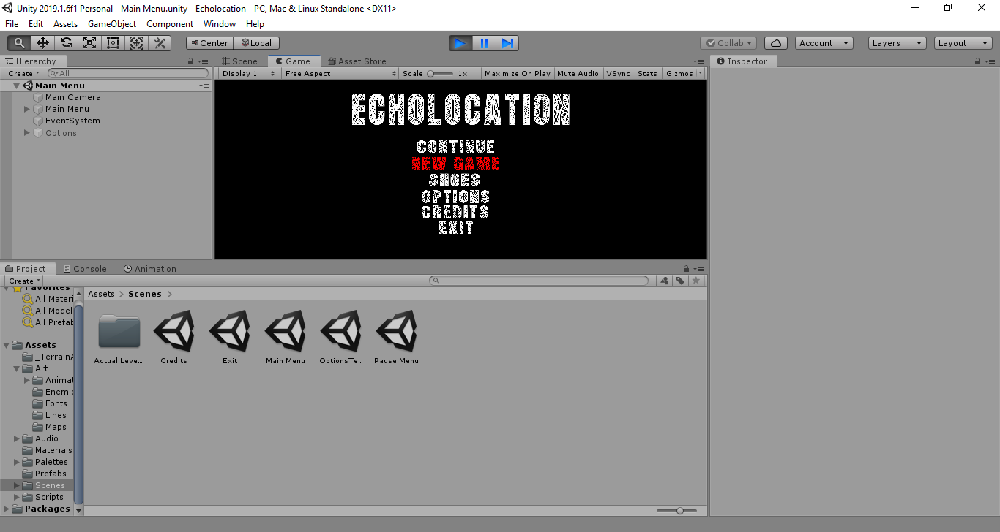 Unity 2019.1.6f1 Personal - Main Menu.unity - Echolocation - PC, Mac & Linux Standalone <DX11>
File Edit Assets GameObject Component Window Help
Center Local Collab Account Layers Layout
Hierarchy Scene Game Asset Store Inspector
Create All Display 1 Free Aspect Scale 1x Maximize On Play Mute Audio VSync Stats Gizmos
Main Menu
Main Camera
Main Menu
EventSystem
Options
ECHOLOCATION
CONTINUE
NEW GAME
SHOES
OPTIONS
CREDITS
EXIT
Project Console Animation
Create
Favorites
All Materi
All Model
All Prefab
Assets
_TerrainA
Art
Animat
Enemie
Fonts
Lines
Maps
Audio
Materials
Palettes
Prefabs
Scenes
Scripts
Packages
Assets > Scenes >
Actual Leve... Credits Exit Main Menu OptionsTe... Pause Menu